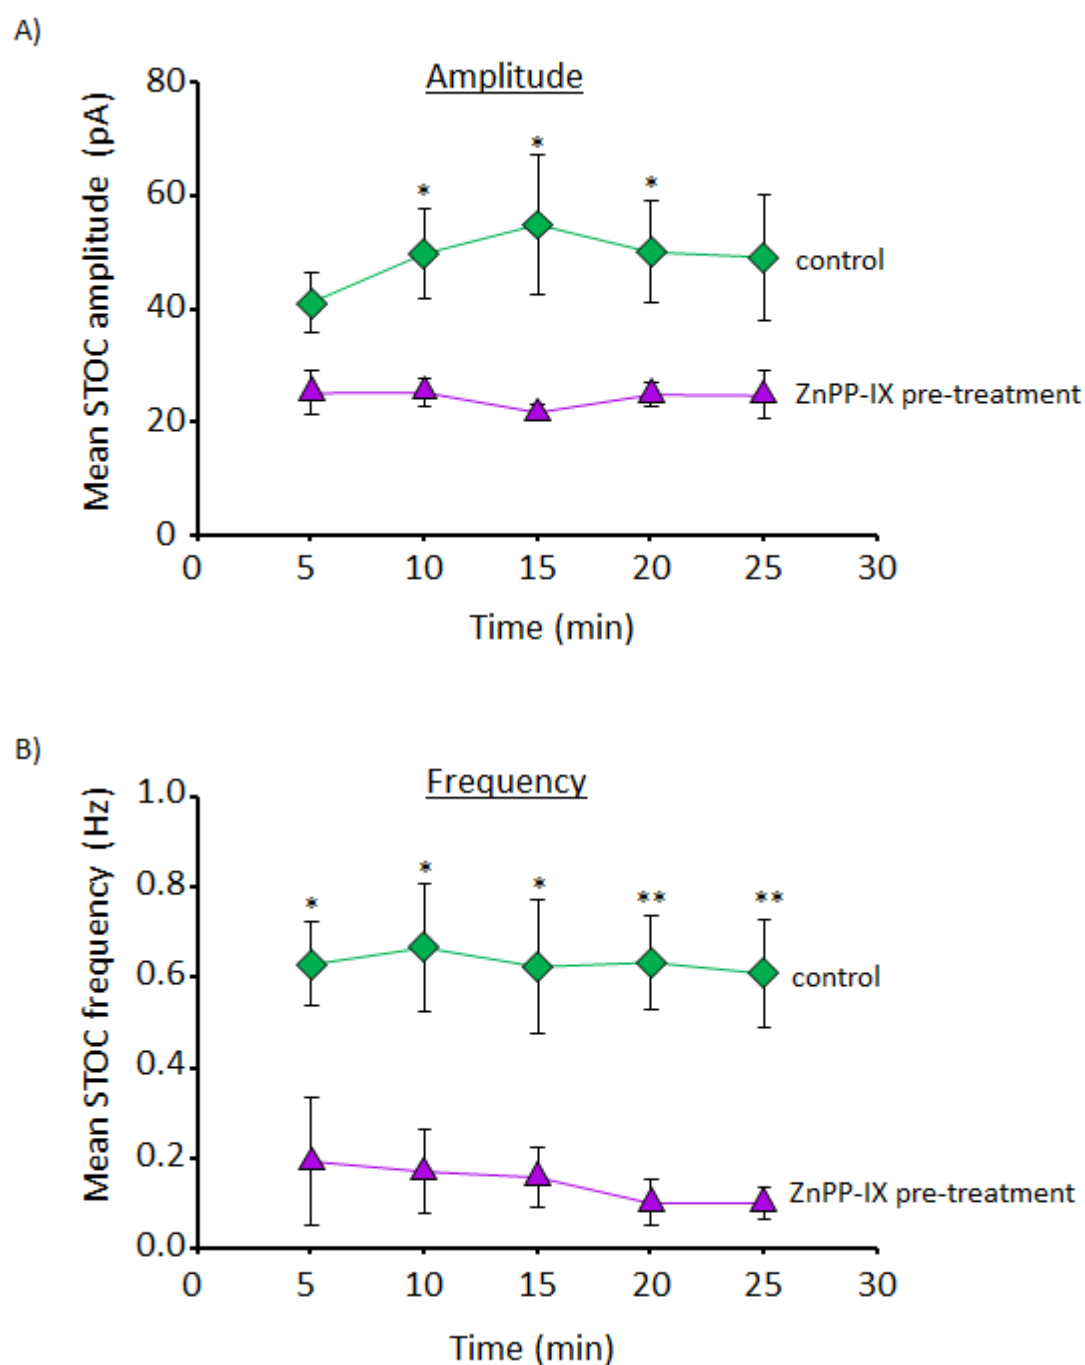 A)
Amplitude
Mean STOC amplitude (pA)
80
60
40
20
0
* * *
control
ZnPP-IX pre-treatment
0 5 10 15 20 25 30
Time (min)
B)
Frequency
Mean STOC frequency (Hz)
1.0
0.8
0.6
0.4
0.2
0.0
* * * ** **
control
ZnPP-IX pre-treatment
0 5 10 15 20 25 30
Time (min)